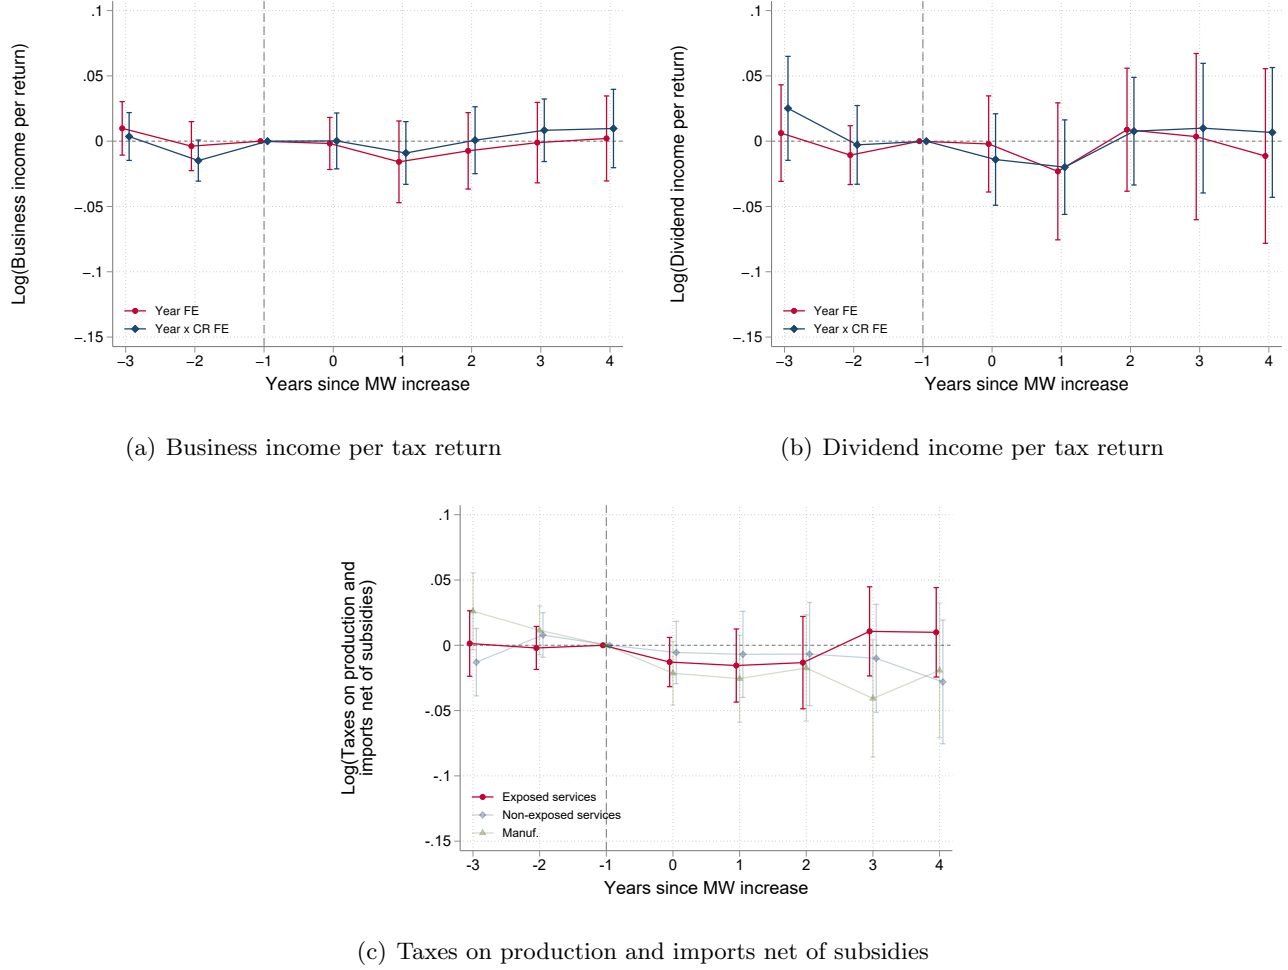 Log(Business income per return)
.1
.05
0
−.05
−.1
−.15
Year FE
Year x CR FE
−3 −2 −1 0 1 2 3 4
Years since MW increase
(a) Business income per tax return
Log(Dividend income per return)
.1
.05
0
−.05
−.1
−.15
Year FE
Year x CR FE
−3 −2 −1 0 1 2 3 4
Years since MW increase
(b) Dividend income per tax return
Log(Taxes on production and
imports net of subsidies)
.1
.05
0
-.05
-.1
-.15
Exposed services
Non-exposed services
Manuf.
-3 -2 -1 0 1 2 3 4
Years since MW increase
(c) Taxes on production and imports net of subsidies